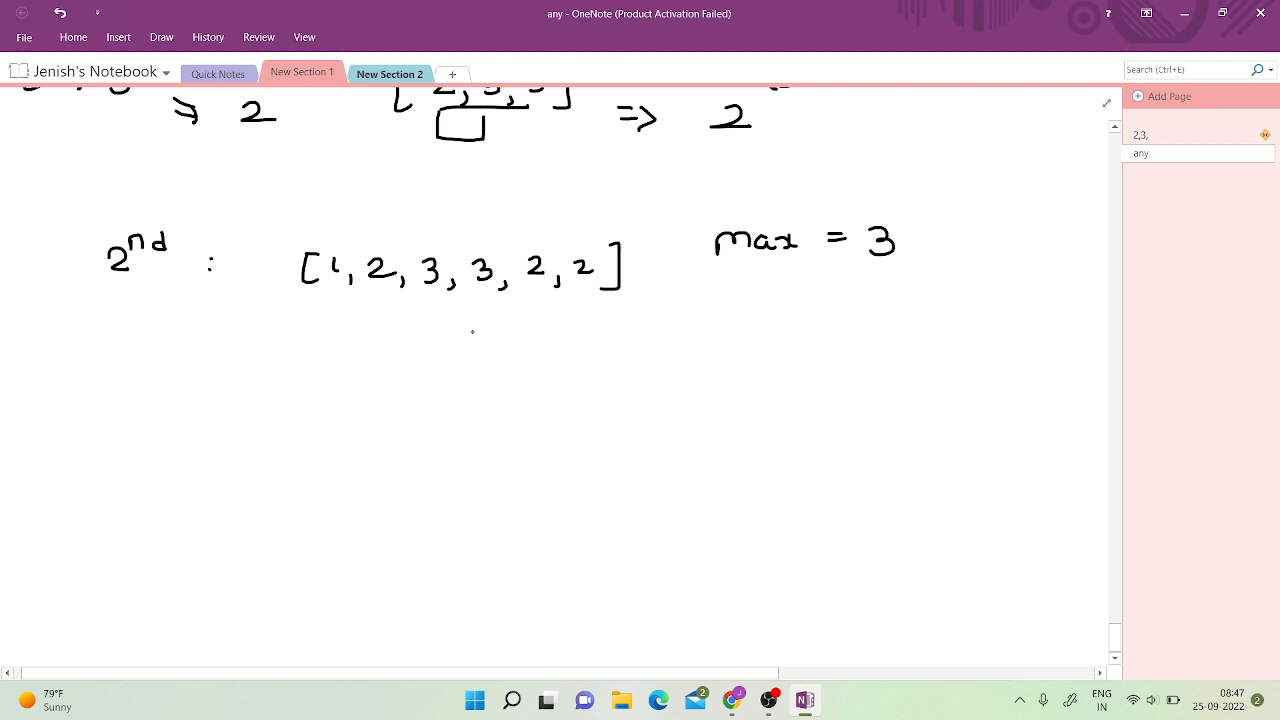 any - OneNote (Product Activation Failed)
File Home Insert Draw History Review View
Jenish's Notebook Quick Notes New Section 1 New Section 2 Search (Ctrl+E)
Add Page
2,3,
any
=> 2 => 2
2nd : [1, 2, 3, 3, 2, 2] max = 3
79°F
Sunny
2
ENG
IN
08:47
25-09-2022
2